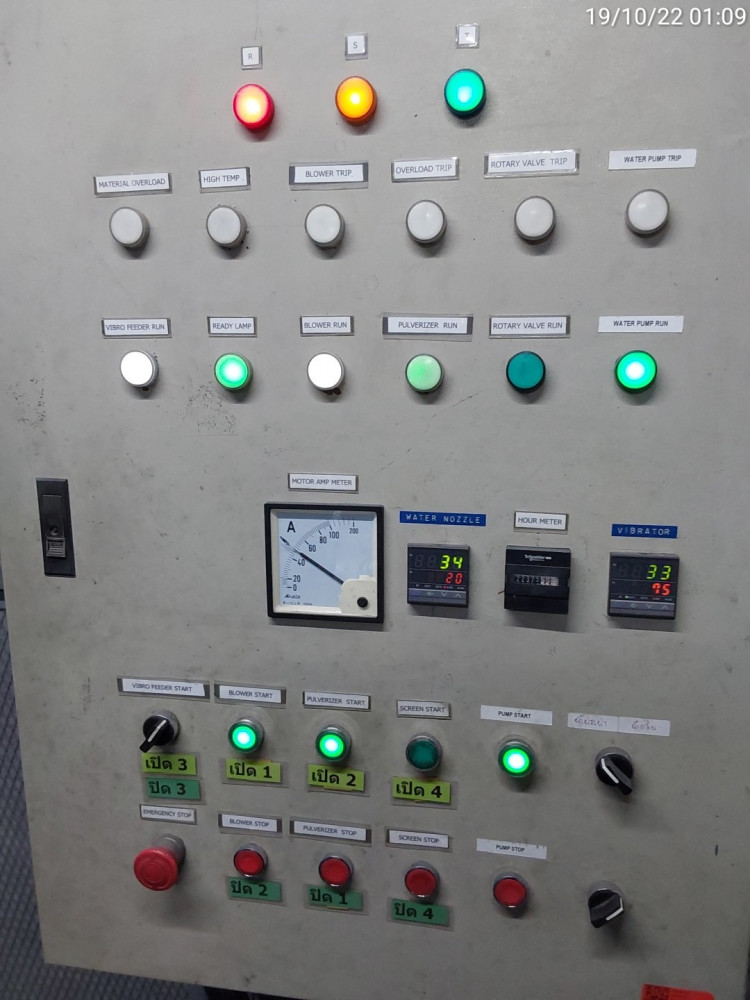 19/10/22 01:09
R
S
T
MATERIAL OVERLOAD
HIGH TEMP
BLOWER TRIP
OVERLOAD TRIP
ROTARY VALVE TRIP
WATER PUMP TRIP
VIBRO FEEDER RUN
READY LAMP
BLOWER RUN
PULVERIZER RUN
ROTARY VALVE RUN
WATER PUMP RUN
MOTOR AMP METER
WATER NOZZLE
HOUR METER
VIBRATOR
A
200
100
80
60
40
20
0
34
20
Schneider
33
75
VIBRO FEEDER START
BLOWER START
PULVERIZER START
SCREEN START
PUMP START
เปิด 3
เปิด 1
เปิด 2
เปิด 4
ปิด 3
EMERGENCY STOP
BLOWER STOP
PULVERIZER STOP
SCREEN STOP
PUMP STOP
ปิด 2
ปิด 1
ปิด 4